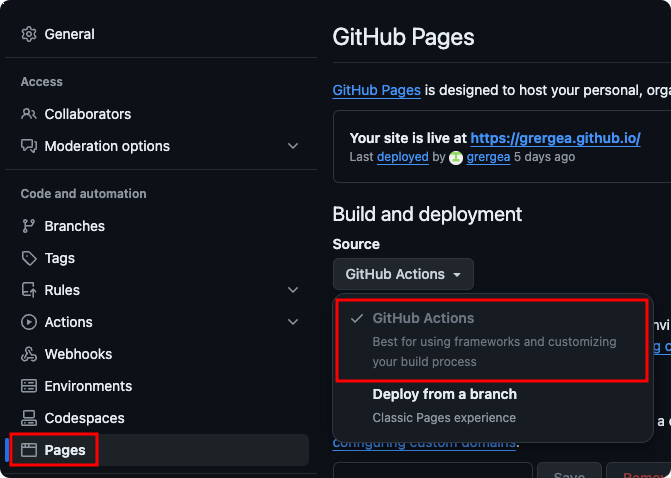 General
Access
Collaborators
Moderation options
Code and automation
Branches
Tags
Rules
Actions
Webhooks
Environments
Codespaces
Pages
GitHub Pages
GitHub Pages is designed to host your personal, orga
Your site is live at https://grergea.github.io/
Last deployed by grergea 5 days ago
Build and deployment
Source
GitHub Actions
GitHub Actions
Best for using frameworks and customizing
your build process
Deploy from a branch
Classic Pages experience
configuring custom domains.
Save